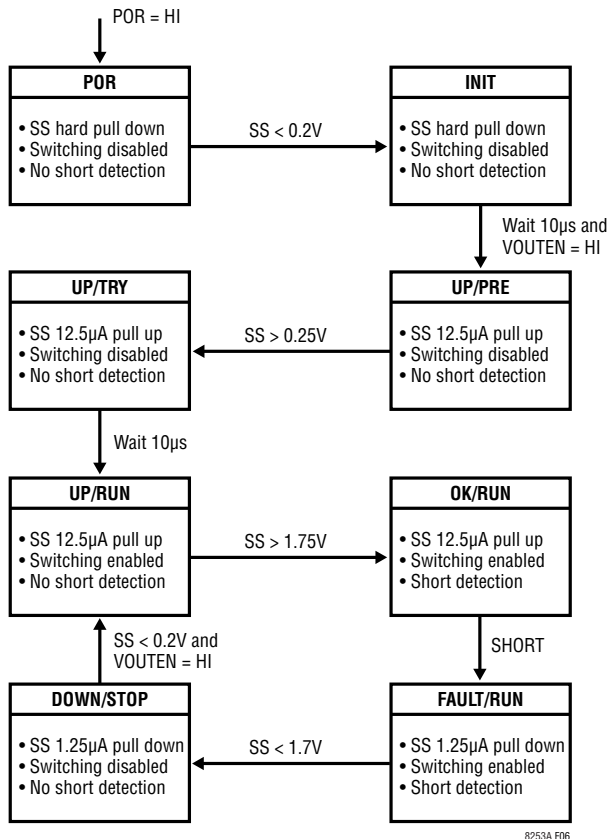 POR = HI
POR
• SS hard pull down
• Switching disabled
• No short detection
SS < 0.2V
INIT
• SS hard pull down
• Switching disabled
• No short detection
Wait 10µs and
VOUTEN = HI
UP/TRY
• SS 12.5µA pull up
• Switching disabled
• No short detection
SS > 0.25V
UP/PRE
• SS 12.5µA pull up
• Switching disabled
• No short detection
Wait 10µs
UP/RUN
• SS 12.5µA pull up
• Switching enabled
• No short detection
SS > 1.75V
OK/RUN
• SS 12.5µA pull up
• Switching enabled
• Short detection
SS < 0.2V and
VOUTEN = HI
SHORT
DOWN/STOP
• SS 1.25µA pull down
• Switching disabled
• No short detection
SS < 1.7V
FAULT/RUN
• SS 1.25µA pull down
• Switching enabled
• Short detection
8253A F06